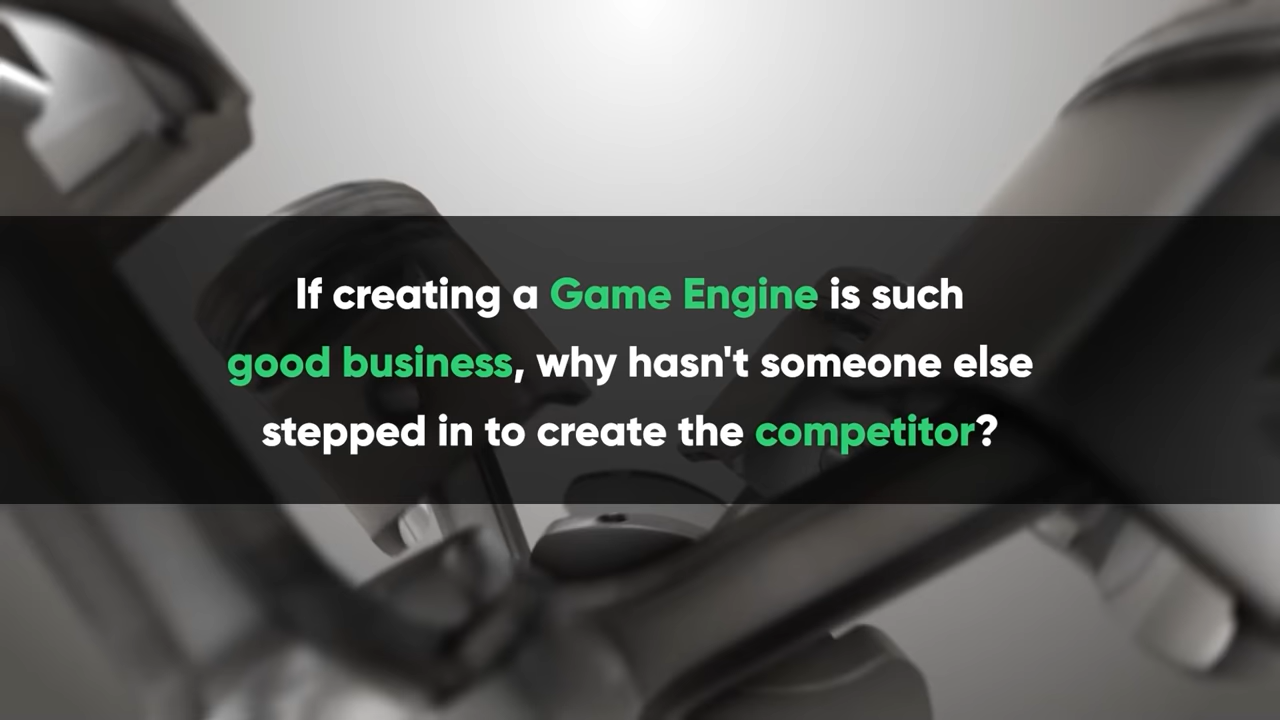 If creating a Game Engine is such
good business, why hasn't someone else
stepped in to create the competitor?